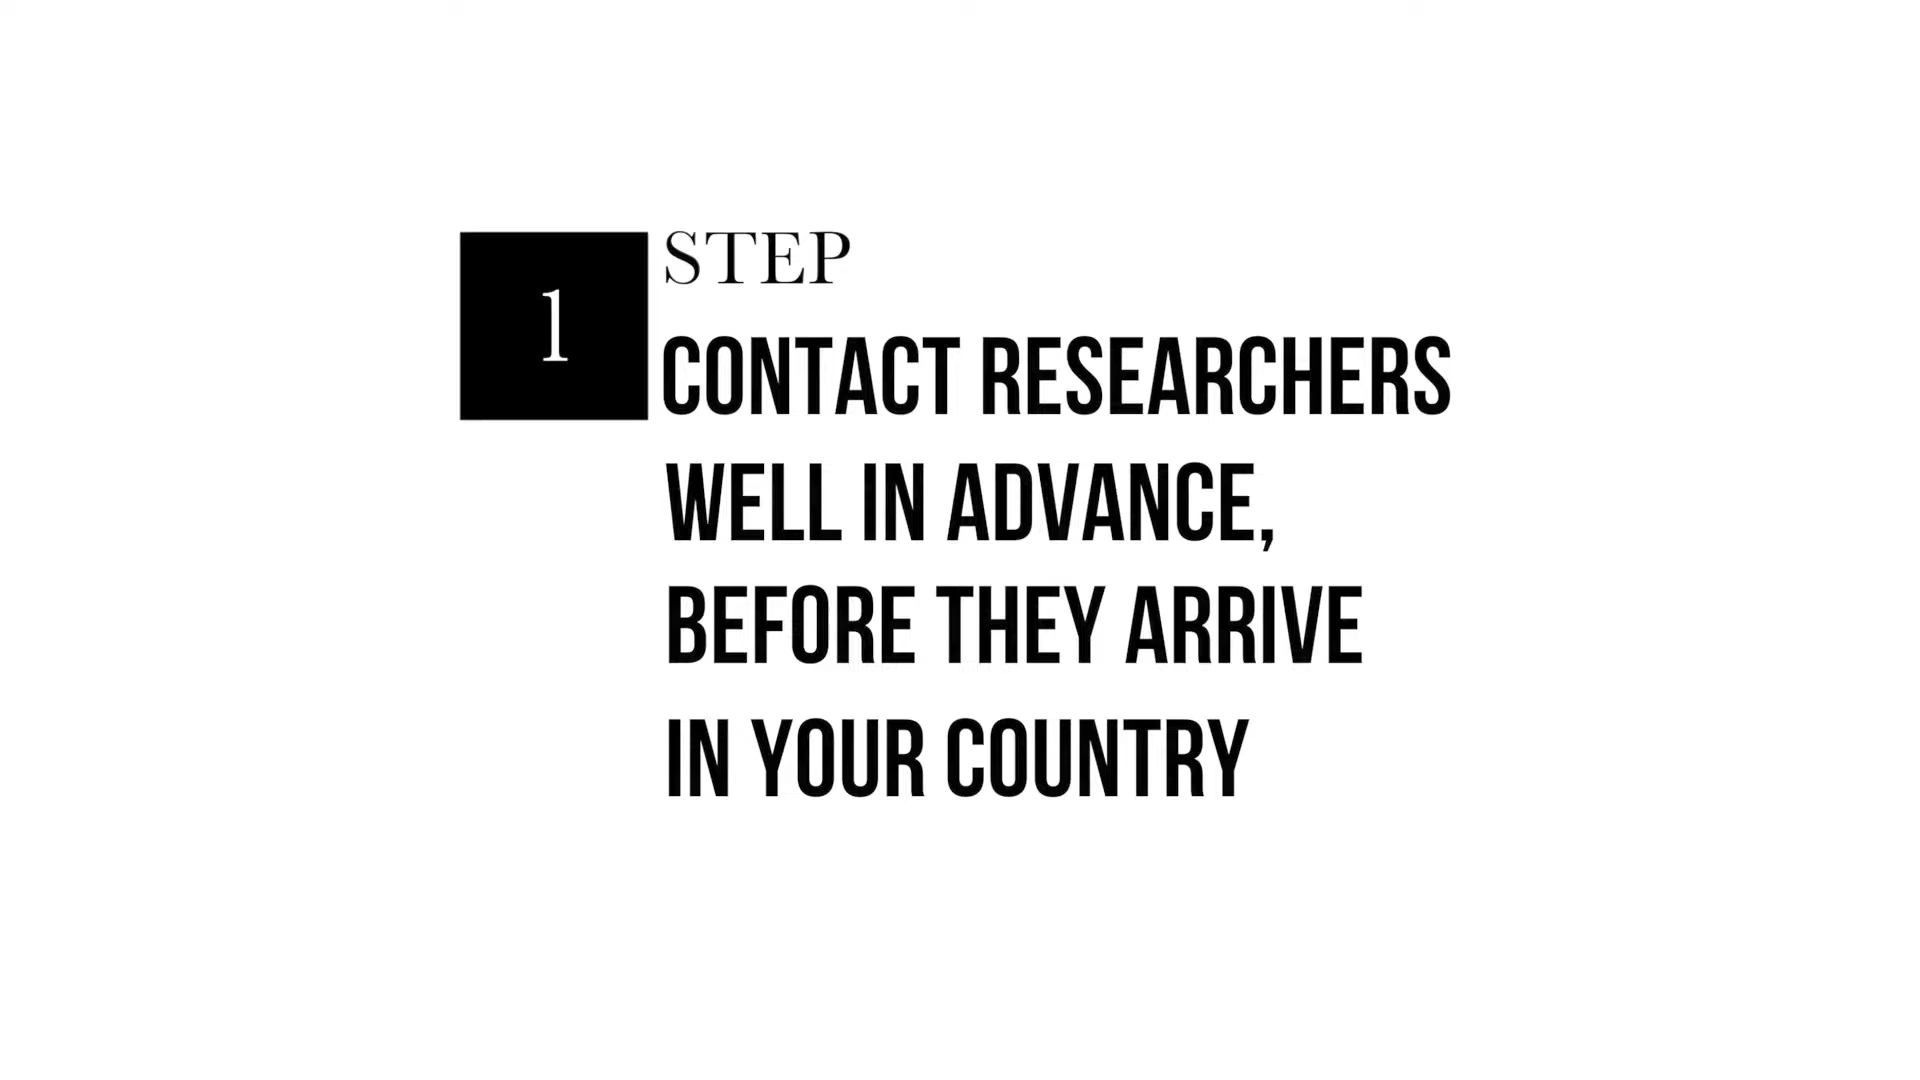 1
STEP
CONTACT RESEARCHERS
WELL IN ADVANCE,
BEFORE THEY ARRIVE
IN YOUR COUNTRY